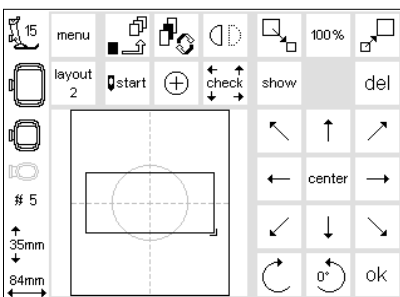 15
menu
100%
layout
2
start
check
show
del
# 5
center
35mm
84mm
0°
ok